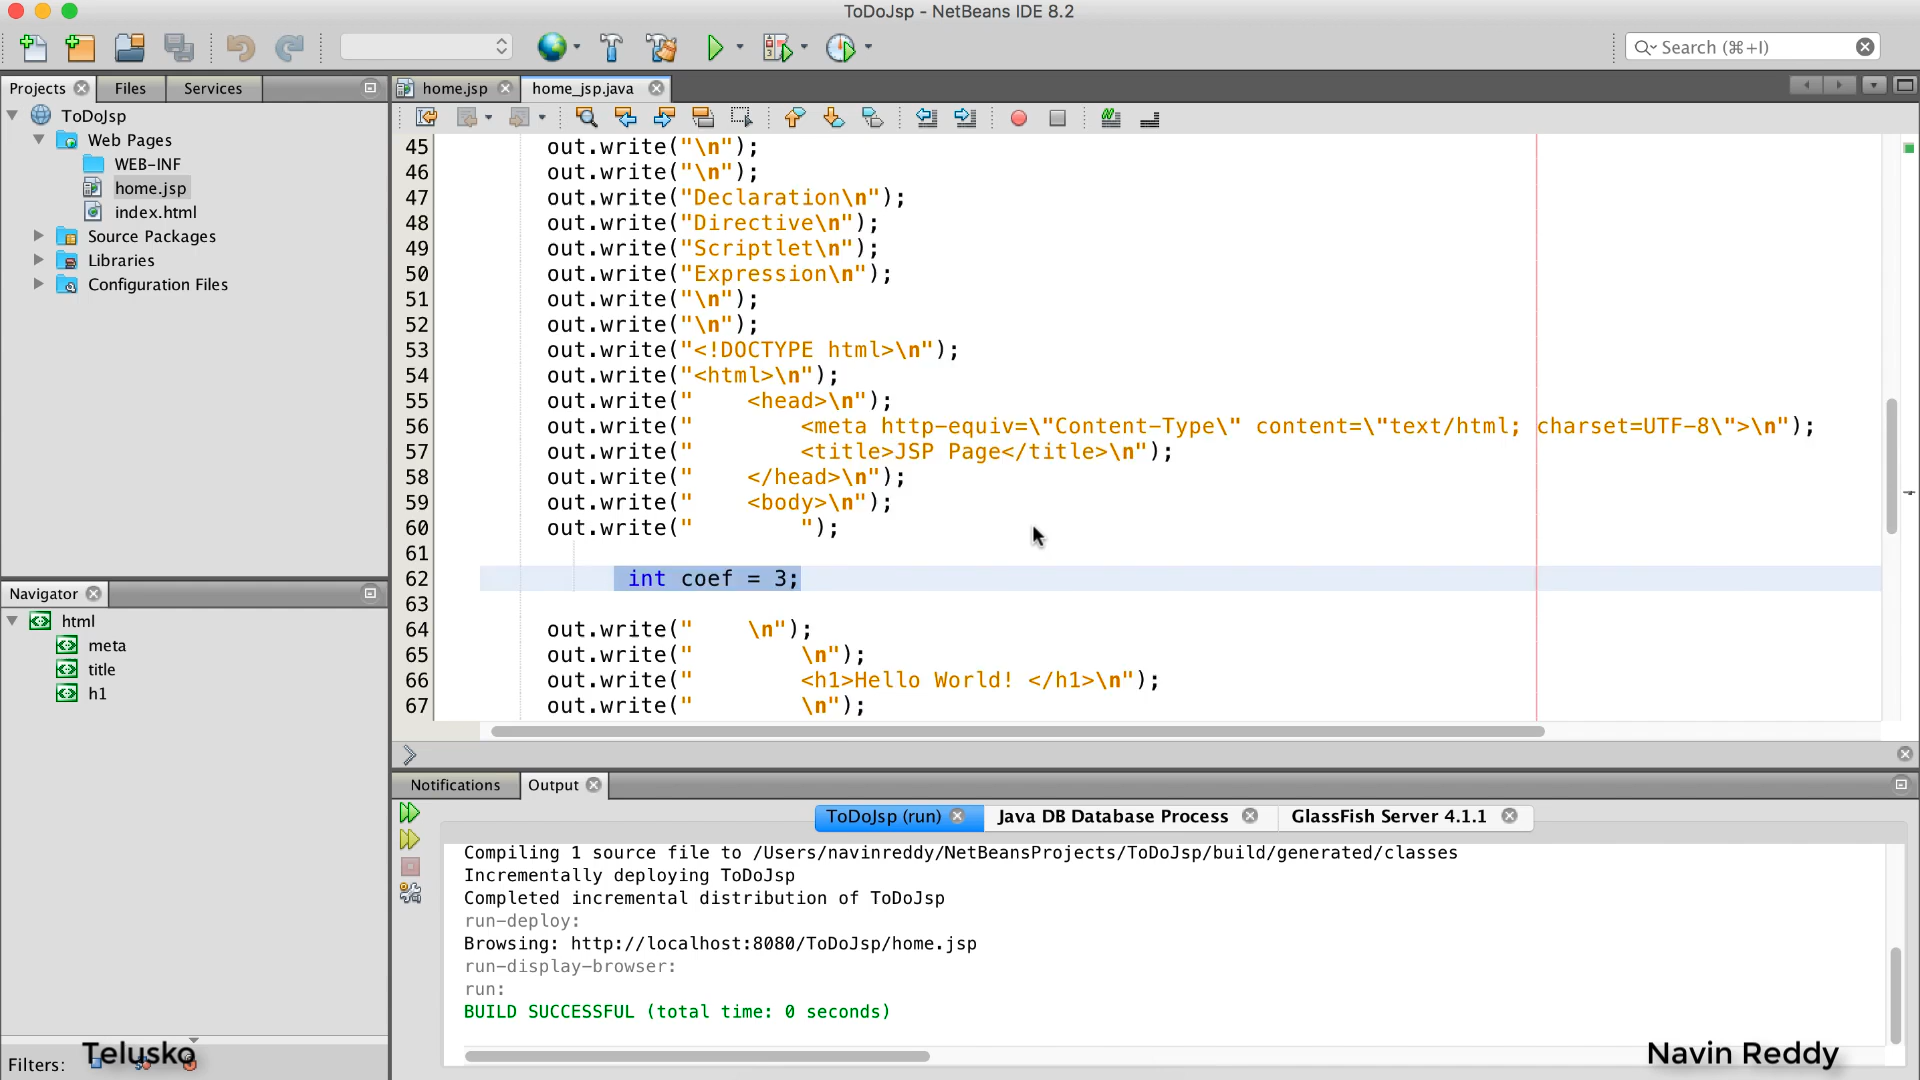 ToDoJsp - NetBeans IDE 8.2
Search (⌘+I)
Projects
Files
Services
home.jsp
home_jsp.java
ToDoJsp
Web Pages
WEB-INF
home.jsp
index.html
Source Packages
Libraries
Configuration Files
45 out.write("\n");
46 out.write("\n");
47 out.write("Declaration\n");
48 out.write("Directive\n");
49 out.write("Scriptlet\n");
50 out.write("Expression\n");
51 out.write("\n");
52 out.write("\n");
53 out.write("<!DOCTYPE html>\n");
54 out.write("<html>\n");
55 out.write("    <head>\n");
56 out.write("        <meta http-equiv=\"Content-Type\" content=\"text/html; charset=UTF-8\">\n");
57 out.write("        <title>JSP Page</title>\n");
58 out.write("    </head>\n");
59 out.write("    <body>\n");
60 out.write("        ");
61
62 int coef = 3;
63
64 out.write("    \n");
65 out.write("        \n");
66 out.write("        <h1>Hello World! </h1>\n");
67 out.write("        \n");
Navigator
html
meta
title
h1
Filters:
Notifications
Output
ToDoJsp (run)
Java DB Database Process
GlassFish Server 4.1.1
Compiling 1 source file to /Users/navinreddy/NetBeansProjects/ToDoJsp/build/generated/classes
Incrementally deploying ToDoJsp
Completed incremental distribution of ToDoJsp
run-deploy:
Browsing: http://localhost:8080/ToDoJsp/home.jsp
run-display-browser:
run:
BUILD SUCCESSFUL (total time: 0 seconds)
Telusko
Navin Reddy